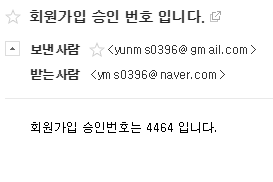 회원가입 승인 번호 입니다.
보낸 사람 <yunms0396@gmail.com>
받는사람 <yms0396@naver.com>
회원가입 승인번호는 4464 입니다.